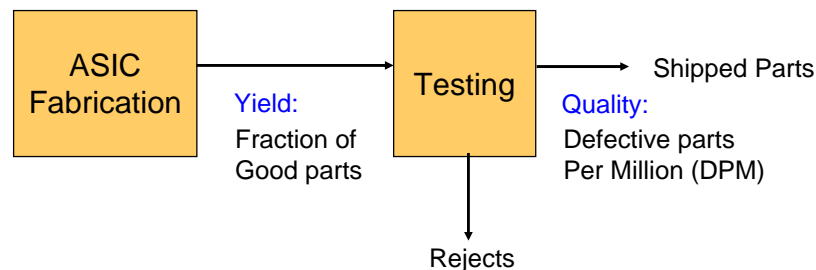 ASIC
Fabrication
Yield:
Fraction of
Good parts
Testing
Shipped Parts
Quality:
Defective parts
Per Million (DPM)
Rejects